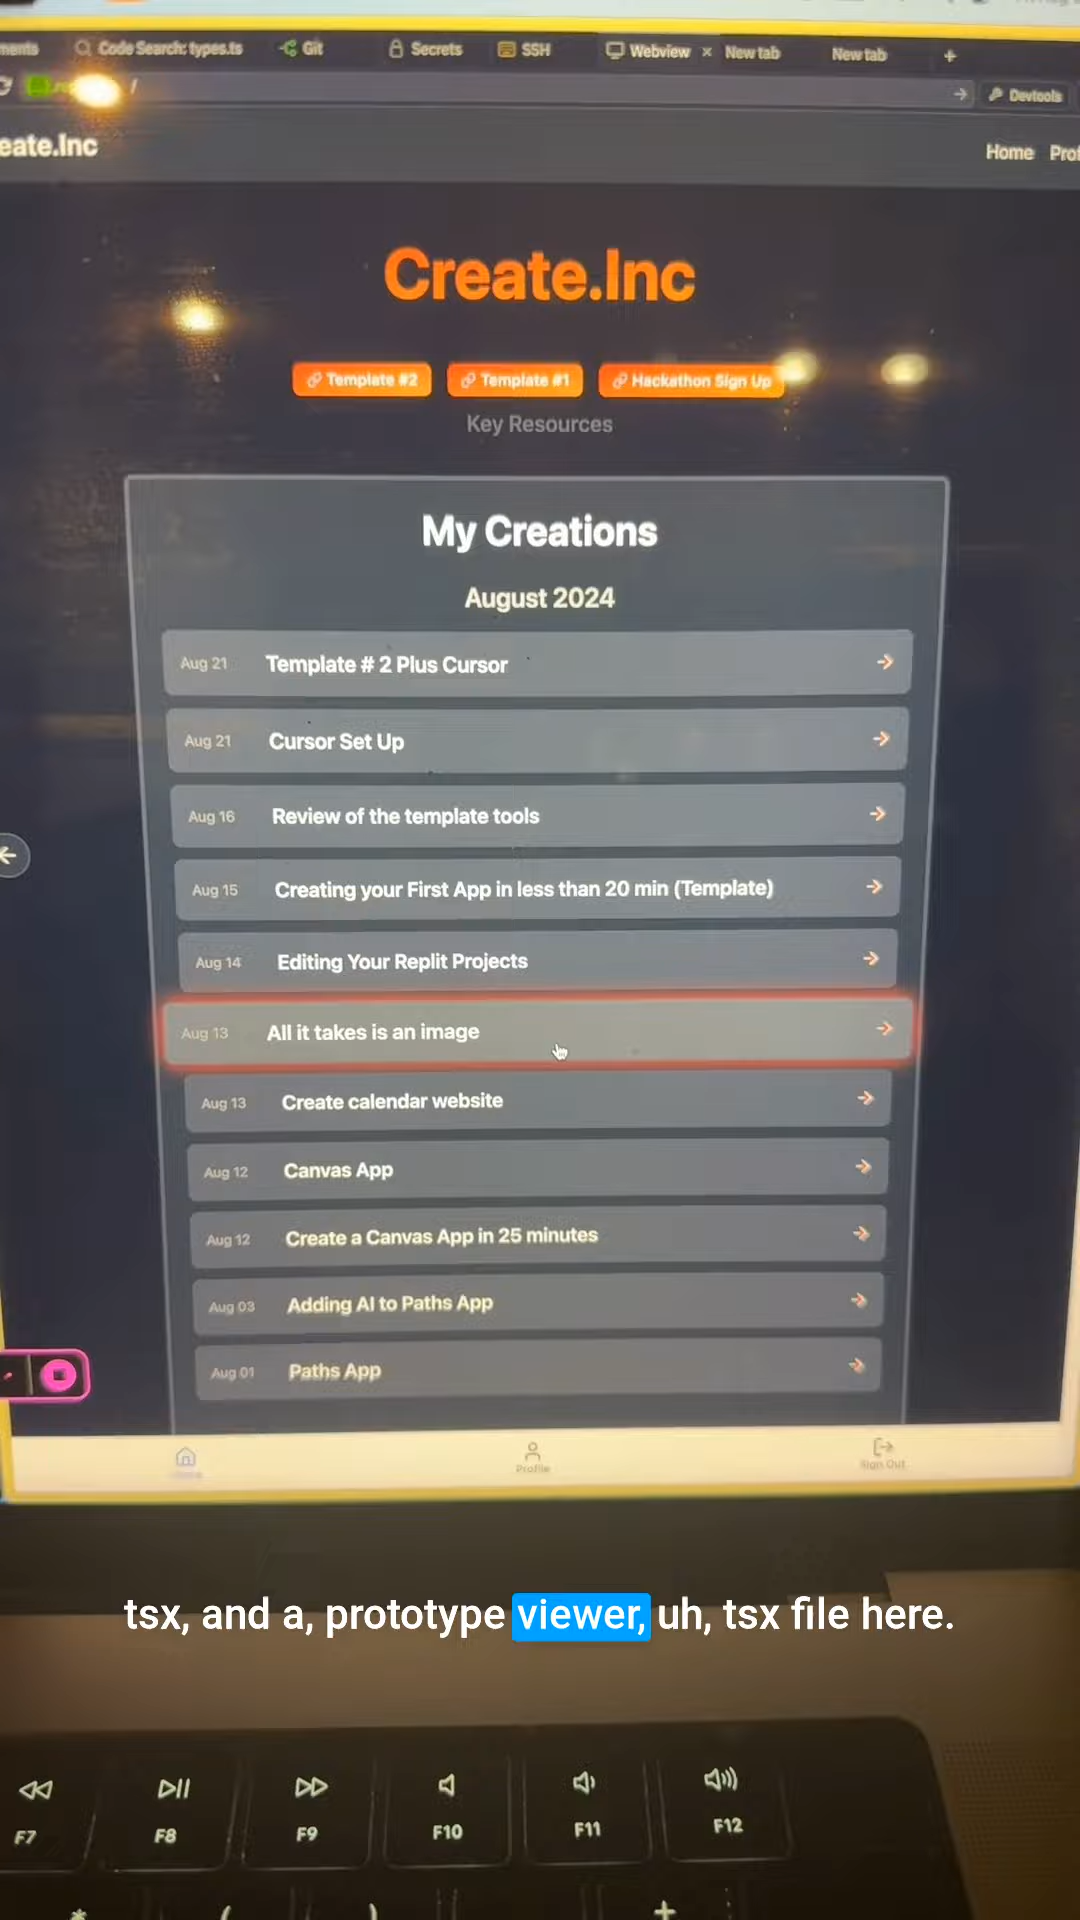 ments Code Search: types.ts Git Secrets SSH Webview × New tab New tab +
/ Devtools
eate.Inc Home Prof
Create.Inc
Template #2 Template #1 Hackathon Sign Up
Key Resources
My Creations
August 2024
Aug 21 Template # 2 Plus Cursor
Aug 21 Cursor Set Up
Aug 16 Review of the template tools
Aug 15 Creating your First App in less than 20 min (Template)
Aug 14 Editing Your Replit Projects
Aug 13 All it takes is an image
Aug 13 Create calendar website
Aug 12 Canvas App
Aug 12 Create a Canvas App in 25 minutes
Aug 03 Adding AI to Paths App
Aug 01 Paths App
Profile Sign Out
tsx, and a, prototype viewer, uh, tsx file here.
F7 F8 F9 F10 F11 F12
* ( ) +